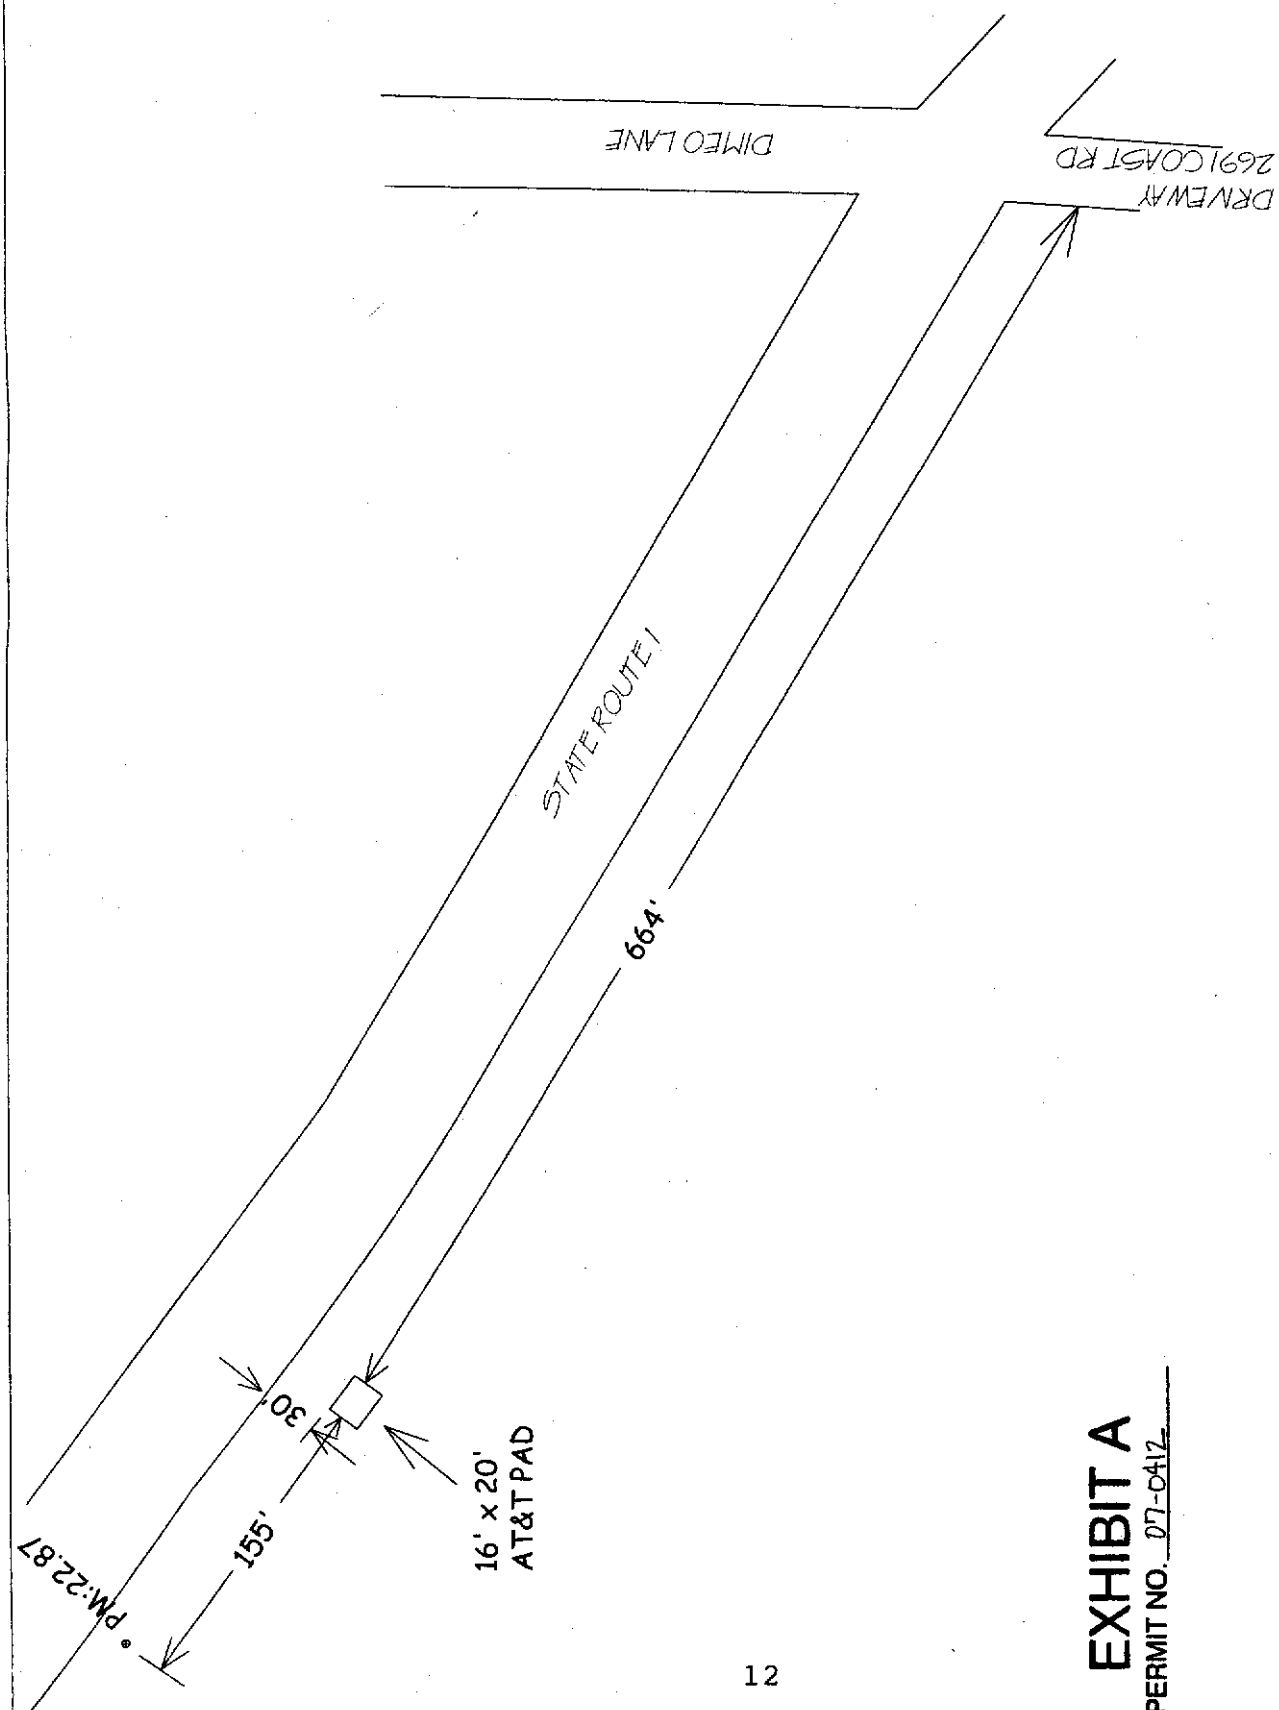 DIMEO LANE
DRIVEWAY
2691 COAST RD
STATE ROUTE 1
664'
30'
155'
PM:22.87
16' x 20'
AT&T PAD
EXHIBIT A
PERMIT NO. 07-0412
12